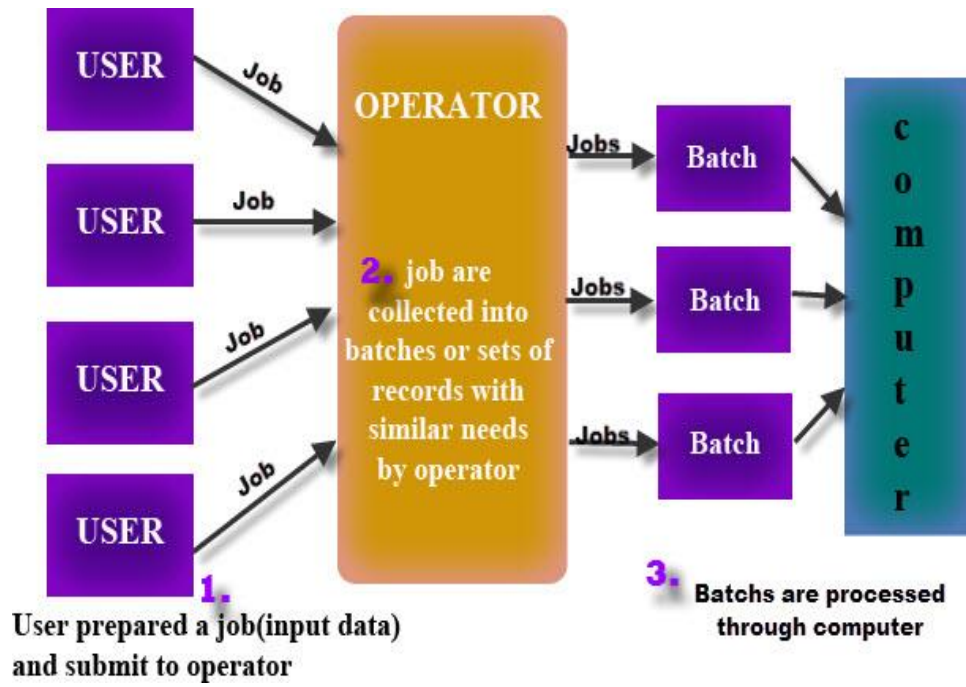 USER
Job
USER
Job
USER
Job
USER
Job
1.
User prepared a job(input data)
and submit to operator
OPERATOR
2. job are
collected into
batches or sets of
records with
similar needs
by operator
Jobs
Batch
Jobs
Batch
Jobs
Batch
computer
3.
Batchs are processed
through computer